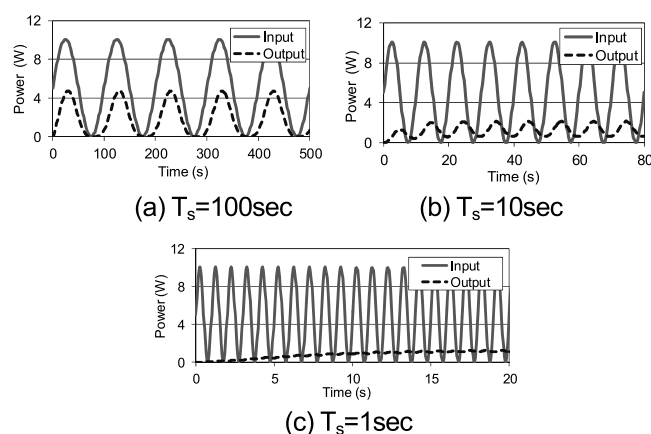 12
8
4
0
Power (W)
Input
Output
0 100 200 300 400 500
Time (s)
(a) Tₛ=100sec
12
8
4
0
Power (W)
Input
Output
0 20 40 60 80
Time (s)
(b) Tₛ=10sec
12
8
4
0
Power (W)
Input
Output
0 5 10 15 20
Time (s)
(c) Tₛ=1sec